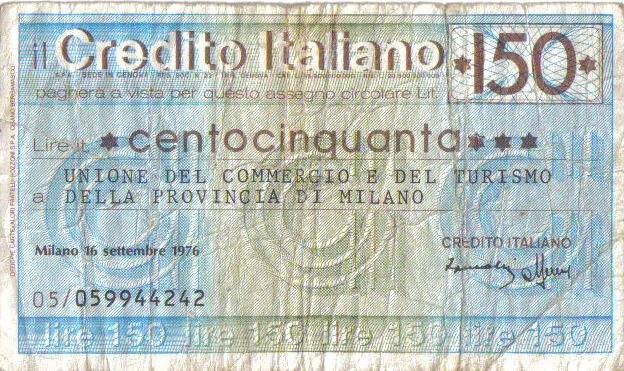 il Credito Italiano
*150*
pagherà a vista per questo assegno circolare Lit.
Lire it. *centocinquanta***
UNIONE DEL COMMERCIO E DEL TURISMO
a DELLA PROVINCIA DI MILANO
Milano 16 settembre 1976
CREDITO ITALIANO
05/059944242
lire 150 lire 150 lire 150 lire 150 lire 150